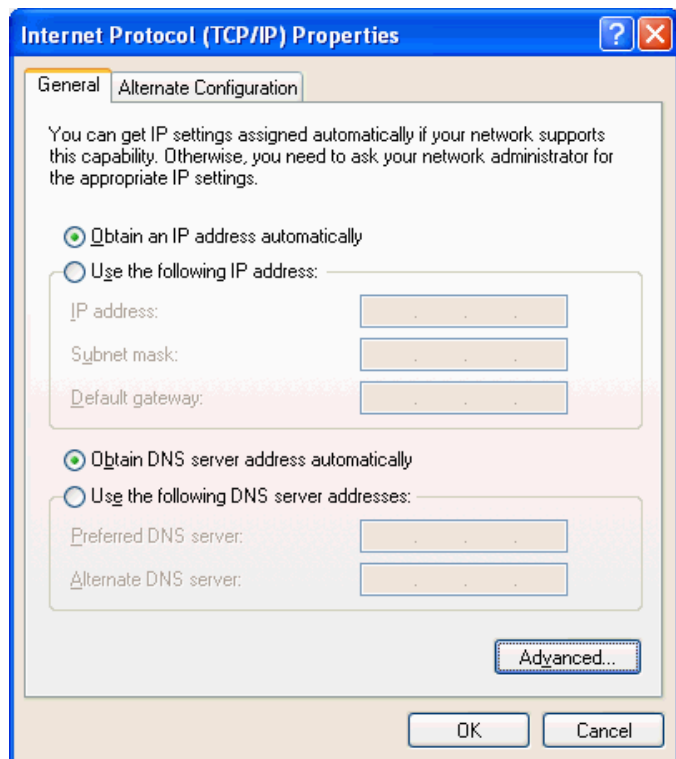 Internet Protocol (TCP/IP) Properties
General
Alternate Configuration
You can get IP settings assigned automatically if your network supports
this capability. Otherwise, you need to ask your network administrator for
the appropriate IP settings.
Obtain an IP address automatically
Use the following IP address:
IP address:
Subnet mask:
Default gateway:
Obtain DNS server address automatically
Use the following DNS server addresses:
Preferred DNS server:
Alternate DNS server:
Advanced...
OK
Cancel